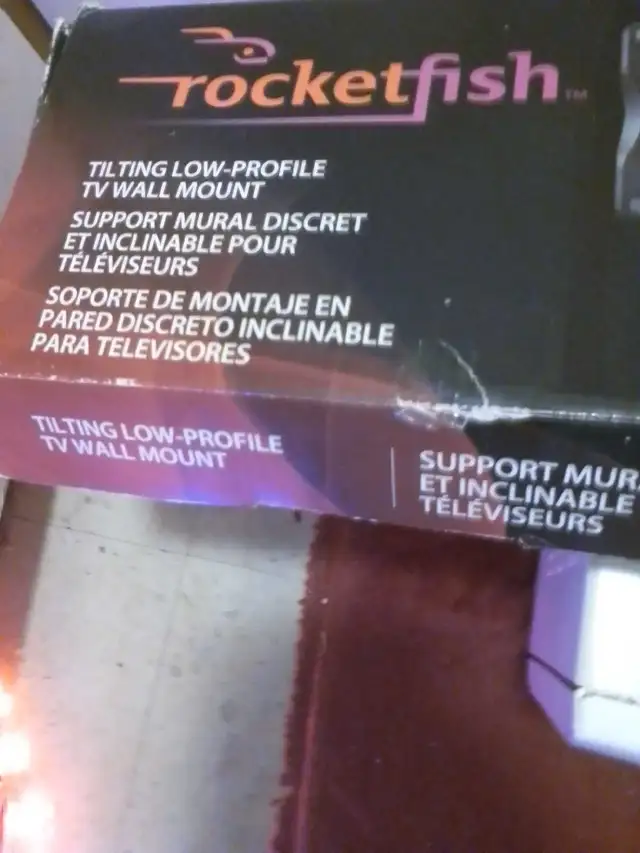 rocketfish™
TILTING LOW-PROFILE
TV WALL MOUNT
SUPPORT MURAL DISCRET
ET INCLINABLE POUR
TÉLÉVISEURS
SOPORTE DE MONTAJE EN
PARED DISCRETO INCLINABLE
PARA TELEVISORES
TILTING LOW-PROFILE
TV WALL MOUNT
SUPPORT MUR
ET INCLINABLE
TÉLÉVISEURS